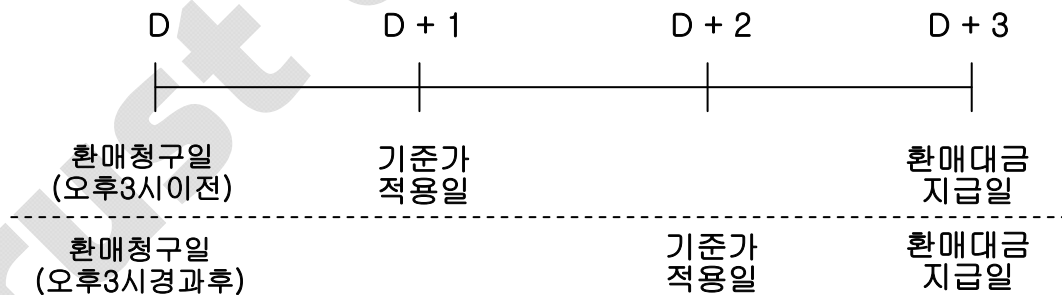 D D + 1 D + 2 D + 3
환매청구일 기준가 환매대금
(오후3시이전) 적용일 지급일
환매청구일 기준가 환매대금
(오후3시경과후) 적용일 지급일
rust